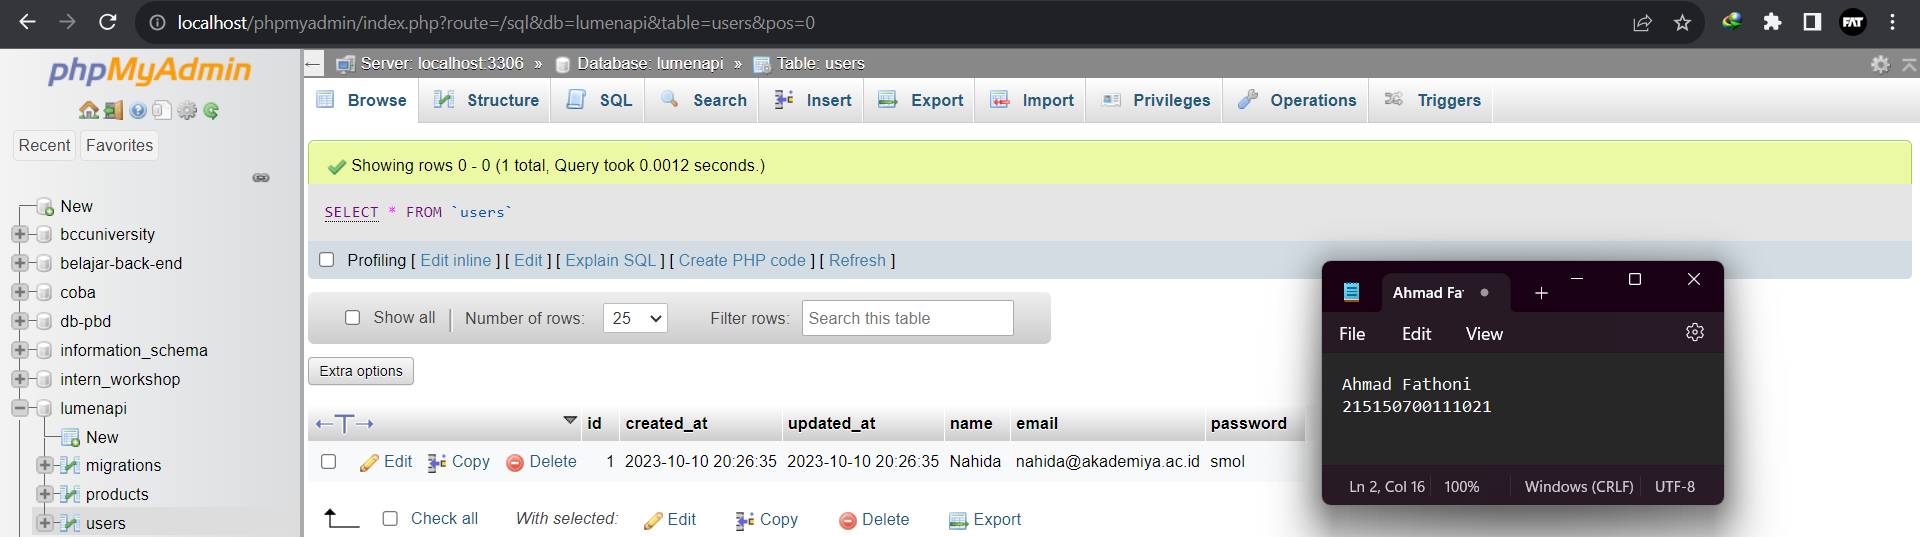 localhost/phpmyadmin/index.php?route=/sql&db=lumenapi&table=users&pos=0
FAT
phpMyAdmin
Recent Favorites
New
bccuniversity
belajar-back-end
coba
db-pbd
information_schema
intern_workshop
lumenapi
New
migrations
products
users
Server: localhost:3306 » Database: lumenapi » Table: users
Browse Structure SQL Search Insert Export Import Privileges Operations Triggers
Showing rows 0 - 0 (1 total, Query took 0.0012 seconds.)
SELECT * FROM `users`
Profiling [ Edit inline ] [ Edit ] [ Explain SQL ] [ Create PHP code ] [ Refresh ]
Show all Number of rows: 25 Filter rows: Search this table
Extra options
id created_at updated_at name email password
Edit Copy Delete 1 2023-10-10 20:26:35 2023-10-10 20:26:35 Nahida nahida@akademiya.ac.id smol
Check all With selected: Edit Copy Delete Export
Ahmad Fa
File Edit View
Ahmad Fathoni
215150700111021
Ln 2, Col 16 100% Windows (CRLF) UTF-8